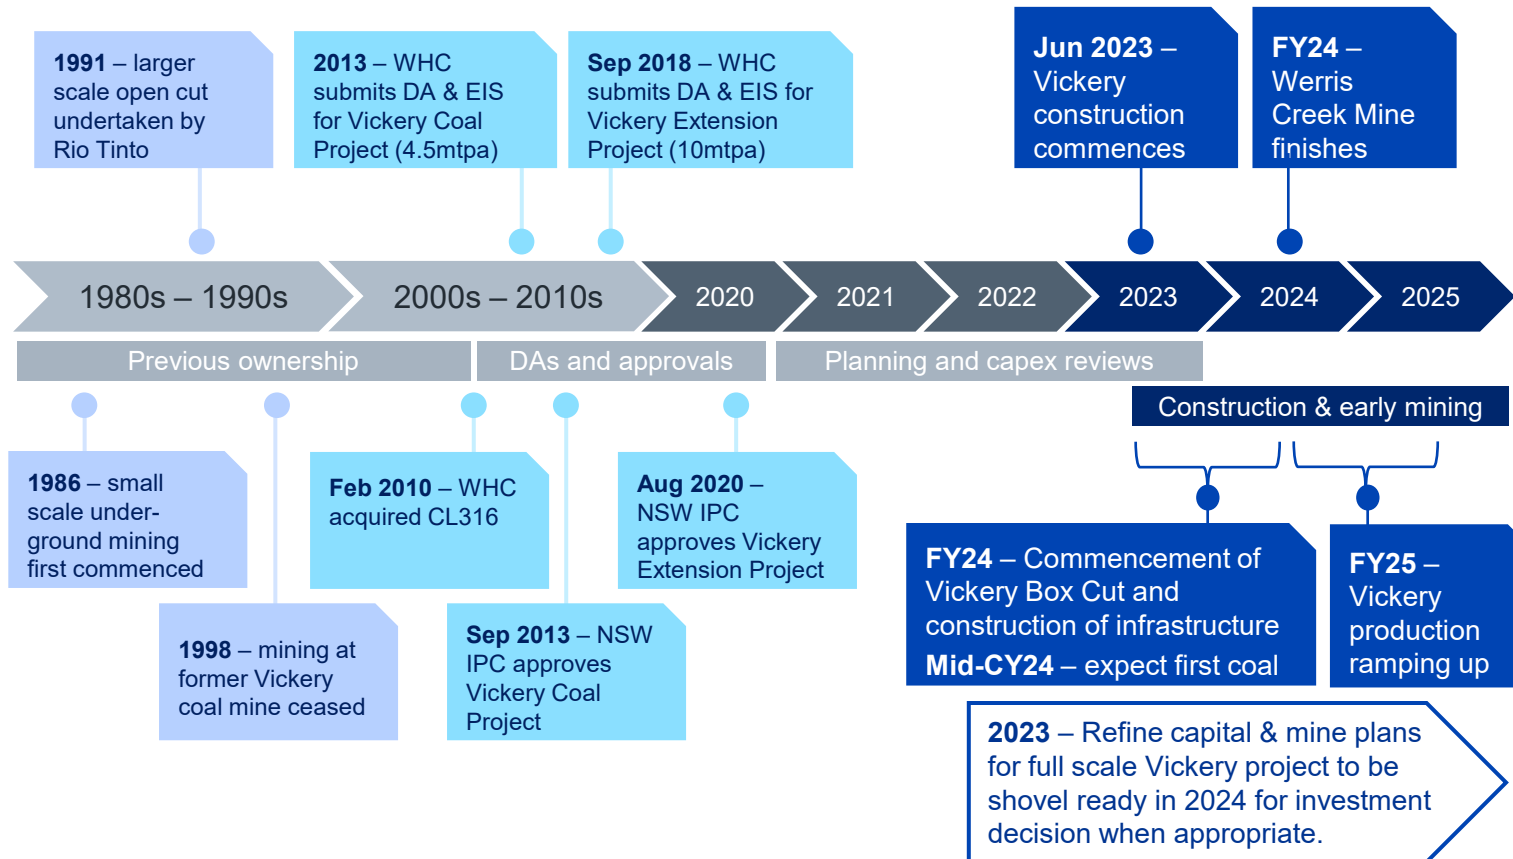 1991 – larger
scale open cut
undertaken by
Rio Tinto
2013 – WHC
submits DA & EIS
for Vickery Coal
Project (4.5mtpa)
Sep 2018 – WHC
submits DA & EIS for
Vickery Extension
Project (10mtpa)
Jun 2023 –
Vickery
construction
commences
FY24 –
Werris
Creek Mine
finishes
1980s – 1990s
2000s – 2010s
2020
2021
2022
2023
2024
2025
Previous ownership
DAs and approvals
Planning and capex reviews
Construction & early mining
1986 – small
scale under-
ground mining
first commenced
1998 – mining at
former Vickery
coal mine ceased
Feb 2010 – WHC
acquired CL316
Sep 2013 – NSW
IPC approves
Vickery Coal
Project
Aug 2020 –
NSW IPC
approves Vickery
Extension Project
FY24 – Commencement of
Vickery Box Cut and
construction of infrastructure
Mid-CY24 – expect first coal
FY25 –
Vickery
production
ramping up
2023 – Refine capital & mine plans
for full scale Vickery project to be
shovel ready in 2024 for investment
decision when appropriate.